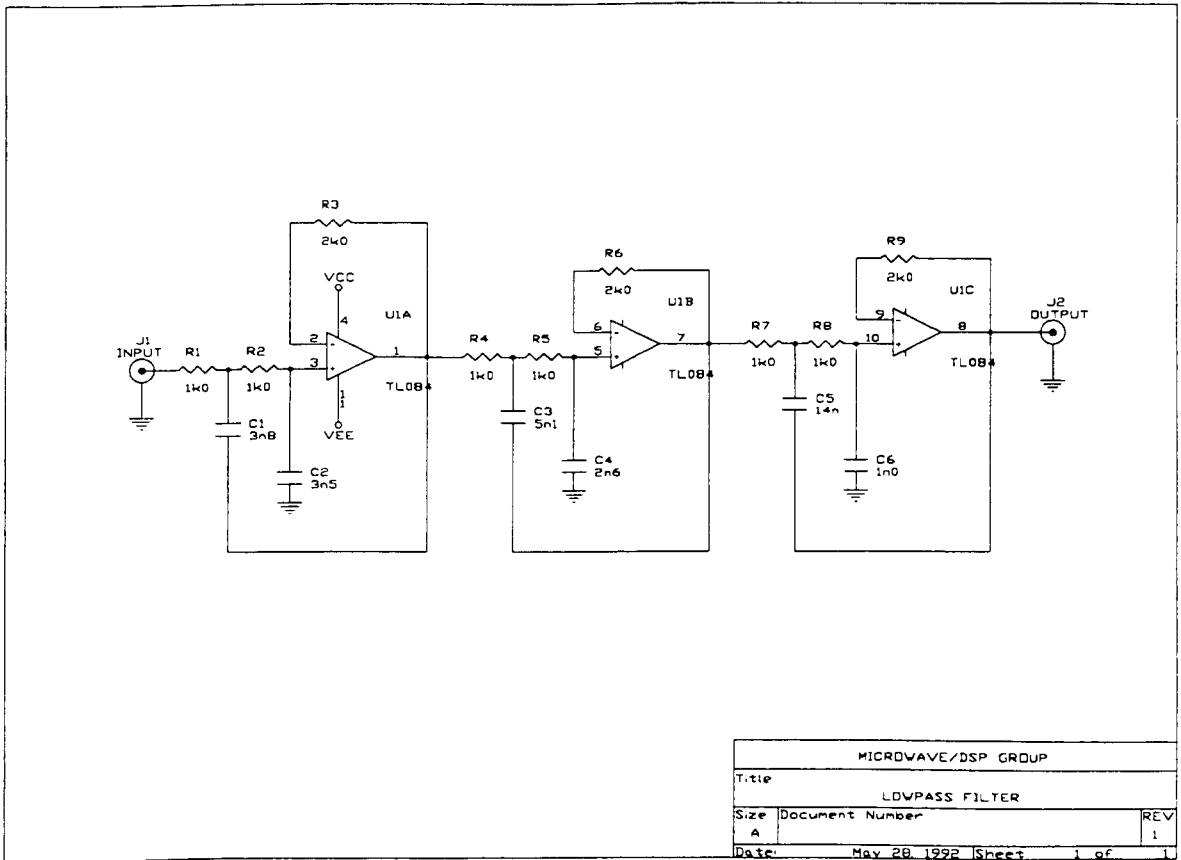 R3
2k0
VCC
4
U1A
2
-
3
+
1
TL084
1
1
VEE
J1
INPUT
R1
1k0
R2
1k0
C1
3n8
C2
3n5
R4
1k0
R5
1k0
R6
2k0
U1B
6
-
5
+
7
TL084
C3
5n1
C4
2n6
R7
1k0
R8
1k0
R9
2k0
U1C
9
-
10
+
8
TL084
C5
14n
C6
1n0
J2
OUTPUT
MICROWAVE/DSP GROUP
Title
LOWPASS FILTER
Size Document Number REV
A 1
Date: May 28, 1992 Sheet 1 of 1